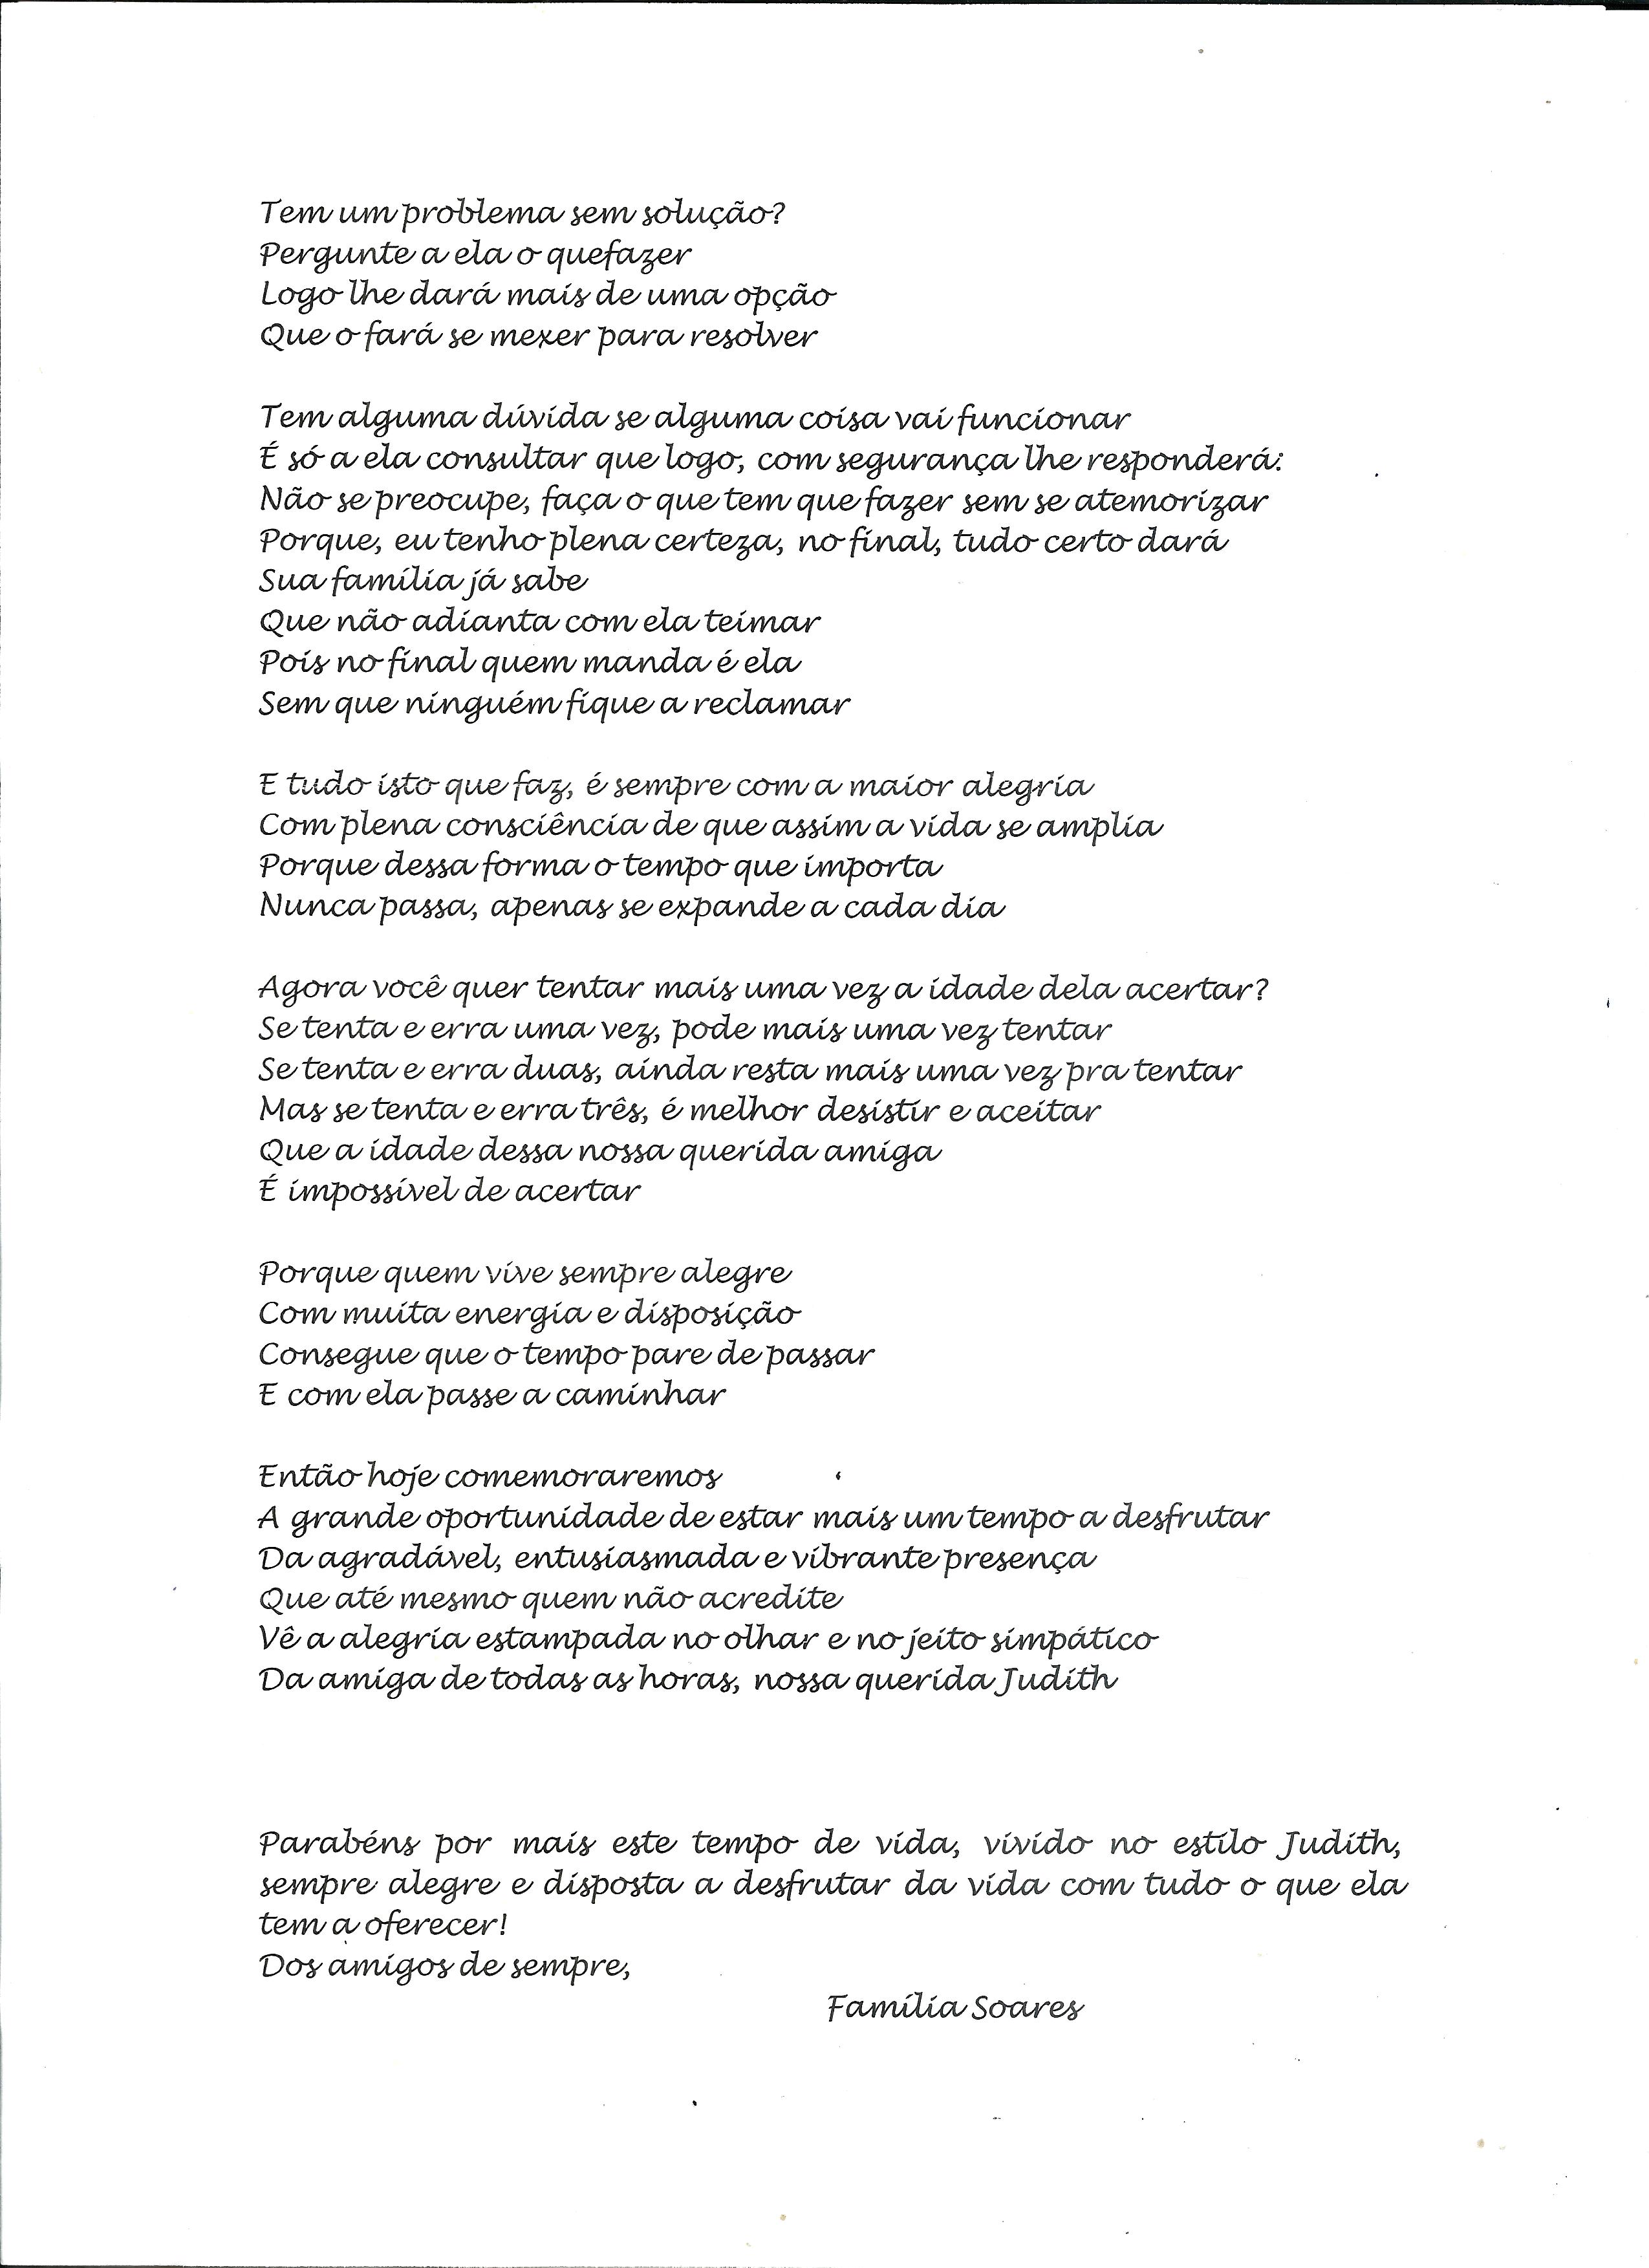 Tem um problema sem solução?
Pergunte a ela o quefazer
Logo lhe dará mais de uma opção
Que o fará se mexer para resolver
Tem alguma dúvida se alguma coisa vai funcionar
É só a ela consultar que logo, com segurança lhe responderá:
Não se preocupe, faça o que tem que fazer sem se atemorizar
Porque, eu tenho plena certeza, no final, tudo certo dará
Sua família já sabe
Que não adianta com ela teimar
Pois no final quem manda é ela
Sem que ninguém fique a reclamar
E tudo isto que faz, é sempre com a maior alegria
Com plena consciência de que assim a vida se amplia
Porque dessa forma o tempo que importa
Nunca passa, apenas se expande a cada dia
Agora você quer tentar mais uma vez a idade dela acertar?
Se tenta e erra uma vez, pode mais uma vez tentar
Se tenta e erra duas, ainda resta mais uma vez pra tentar
Mas se tenta e erra três, é melhor desistir e aceitar
Que a idade dessa nossa querida amiga
É impossível de acertar
Porque quem vive sempre alegre
Com muita energia e disposição
Consegue que o tempo pare de passar
E com ela passe a caminhar
Então hoje comemoraremos
A grande oportunidade de estar mais um tempo a desfrutar
Da agradável, entusiasmada e vibrante presença
Que até mesmo quem não acredite
Vê a alegria estampada no olhar e no jeito simpático
Da amiga de todas as horas, nossa querida Judith
Parabéns por mais este tempo de vida, vivido no estilo Judith,
sempre alegre e disposta a desfrutar da vida com tudo o que ela
tem a oferecer!
Dos amigos de sempre,
Família Soares